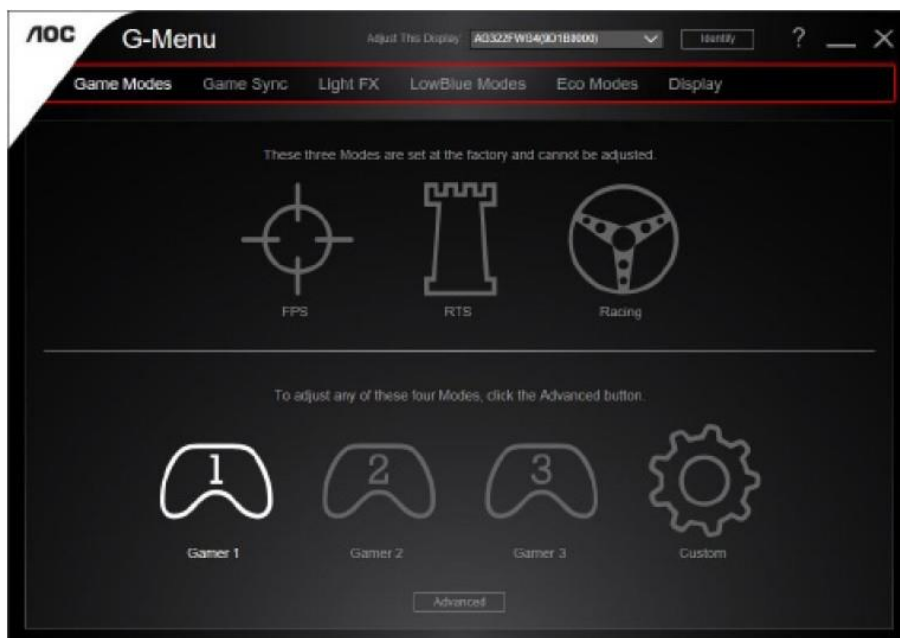 AOC G-Menu Adjust This Display: AG322FWG4(9D1B0000) Identify ?
Game Modes Game Sync Light FX LowBlue Modes Eco Modes Display
These three Modes are set at the factory and cannot be adjusted.
FPS RTS Racing
To adjust any of these four Modes, click the Advanced button.
1 2 3
Gamer 1 Gamer 2 Gamer 3 Custom
Advanced